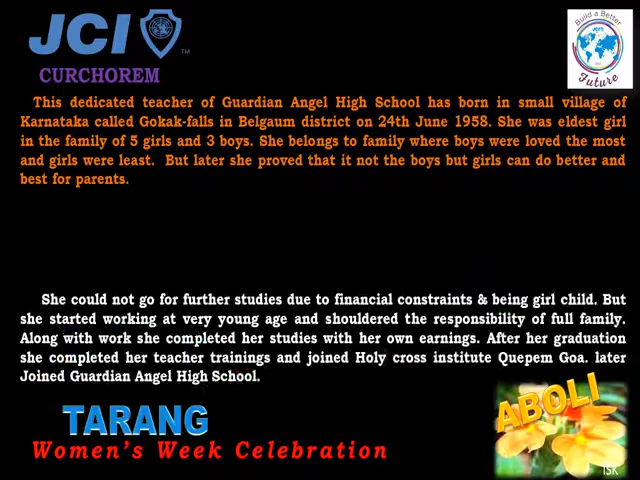 JCI
TM
CURCHOREM
Build a Better
Future
This dedicated teacher of Guardian Angel High School has born in small village of
Karnataka called Gokak-falls in Belgaum district on 24th June 1958. She was eldest girl
in the family of 5 girls and 3 boys. She belongs to family where boys were loved the most
and girls were least. But later she proved that it not the boys but girls can do better and
best for parents.
She could not go for further studies due to financial constraints & being girl child. But
she started working at very young age and shouldered the responsibility of full family.
Along with work she completed her studies with her own earnings. After her graduation
she completed her teacher trainings and joined Holy cross institute Quepem Goa. later
Joined Guardian Angel High School.
ABOLI
TARANG
Women's Week Celebration
ISK